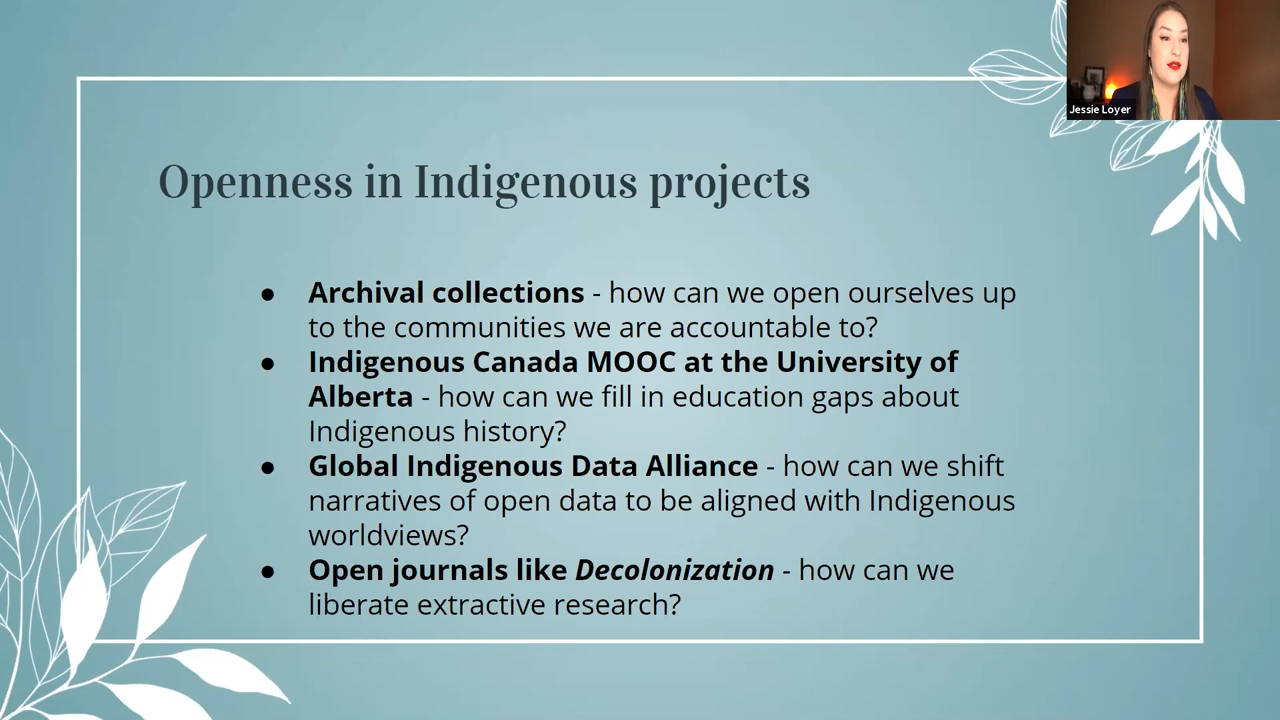 Jessie Loyer
Openness in Indigenous projects
● Archival collections - how can we open ourselves up
to the communities we are accountable to?
● Indigenous Canada MOOC at the University of
Alberta - how can we fill in education gaps about
Indigenous history?
● Global Indigenous Data Alliance - how can we shift
narratives of open data to be aligned with Indigenous
worldviews?
● Open journals like Decolonization - how can we
liberate extractive research?